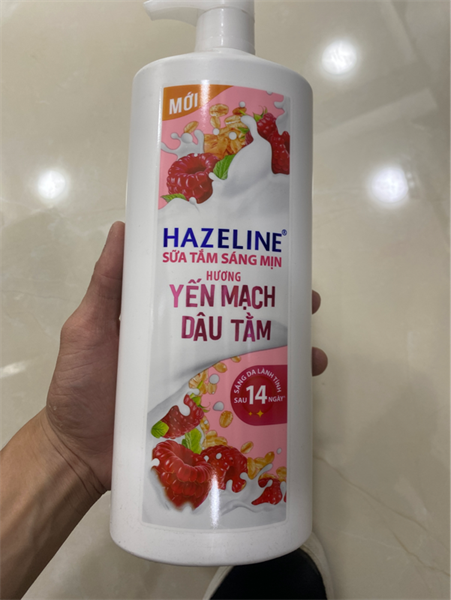 MỚI
HAZELINE®
SỮA TẮM SÁNG MỊN
HƯƠNG
YẾN MẠCH
DÂU TẰM
SÁNG DA LÀNH TÍNH
SAU 14 NGÀY*